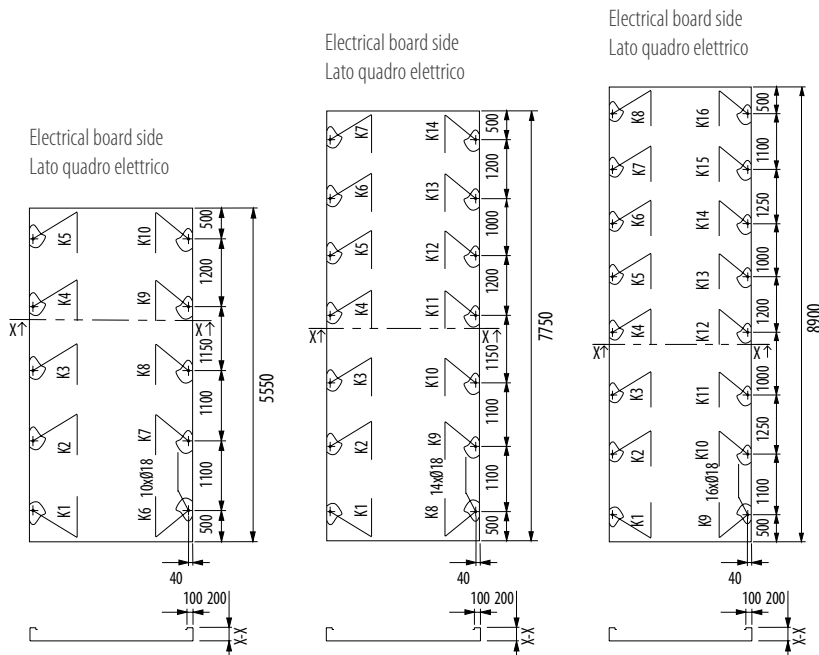 Electrical board side
Lato quadro elettrico
K5
K10
500
1200
K4
K9
X
X
1150
K3
K8
1100
5550
K2
K7
10xØ18
1100
K1
K6
500
40
100 200
X-X
Electrical board side
Lato quadro elettrico
K7
K14
500
1200
K6
K13
1000
K5
K12
1200
K4
K11
X
X
1150
7750
K3
K10
1100
K2
K9
14xØ18
1100
K1
K8
500
40
100 200
X-X
Electrical board side
Lato quadro elettrico
K8
K16
500
1100
K7
K15
1250
K6
K14
1000
K5
K13
1200
K4
K12
X
X
8900
1000
K3
K11
1250
K2
K10
16xØ18
1100
K1
K9
500
40
100 200
X-X